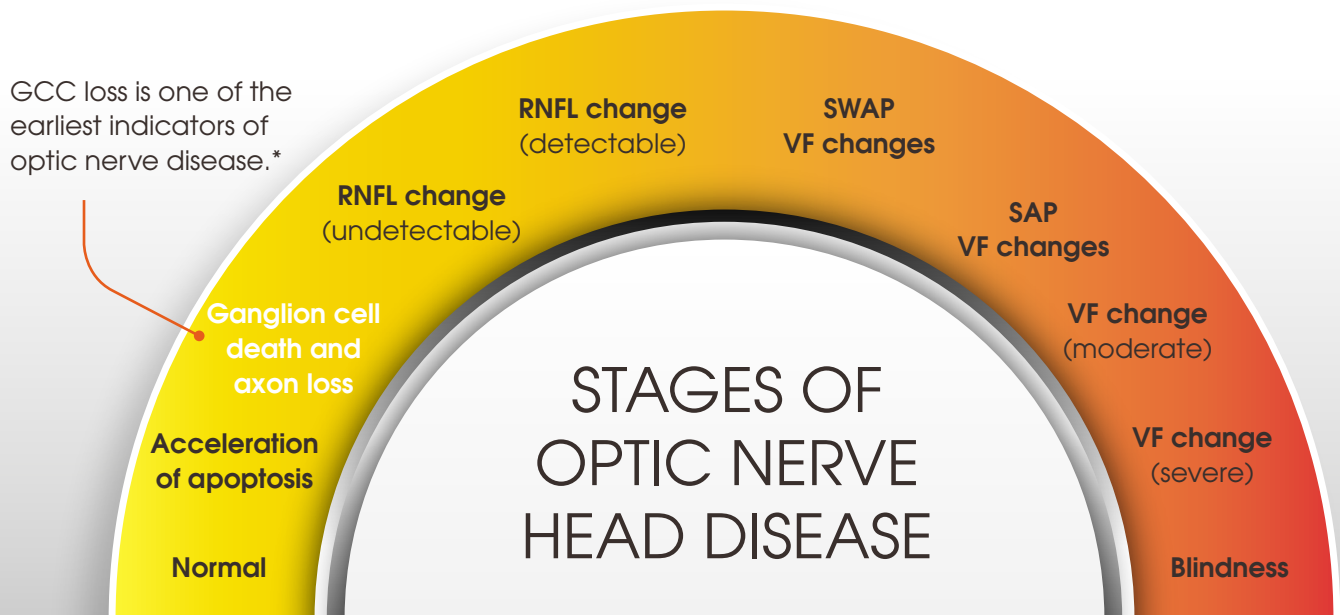 GCC loss is one of the
earliest indicators of
optic nerve disease.*
Normal
Acceleration
of apoptosis
Ganglion cell
death and
axon loss
RNFL change
(undetectable)
RNFL change
(detectable)
SWAP
VF changes
SAP
VF changes
VF change
(moderate)
VF change
(severe)
Blindness
STAGES OF
OPTIC NERVE
HEAD DISEASE